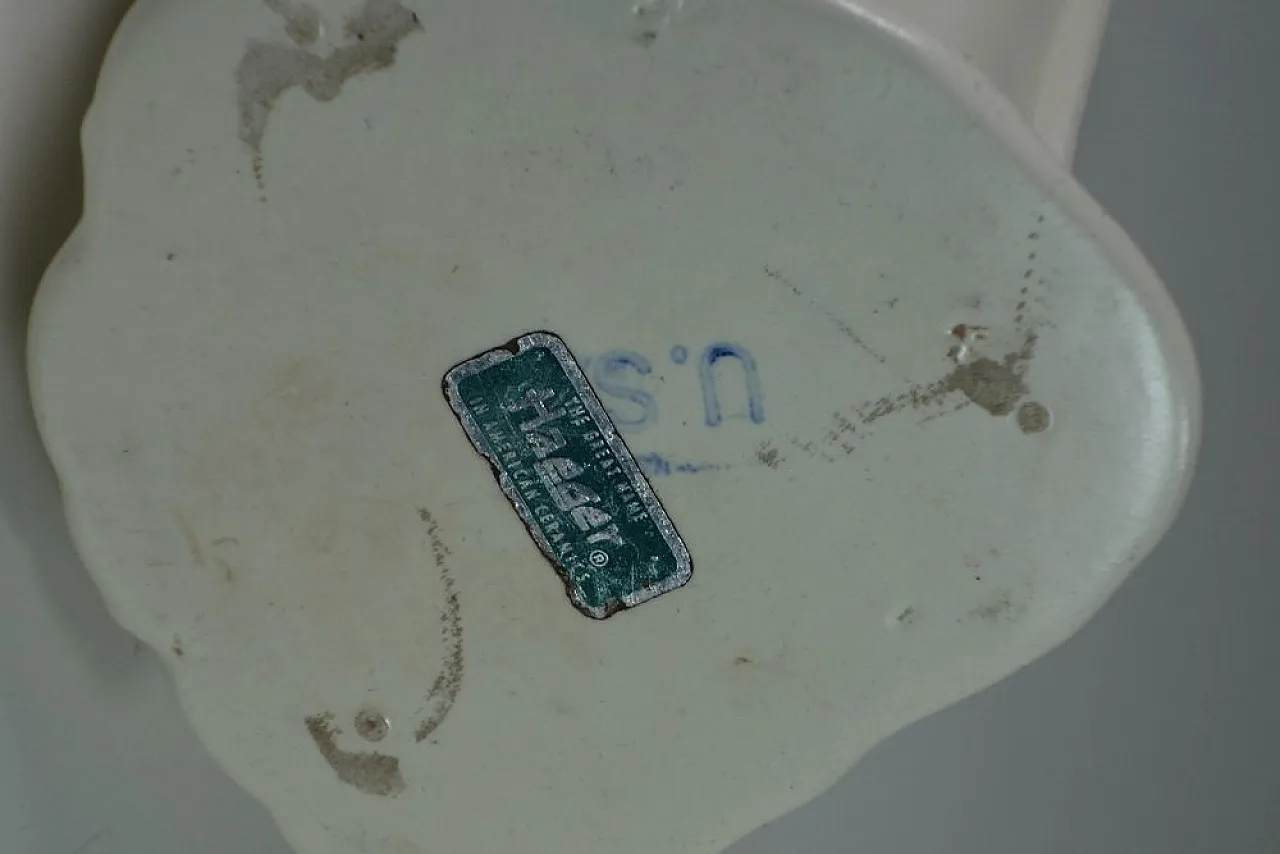 THE GREAT NAME
Haeger®
IN AMERICAN CERAMICS
U.S.